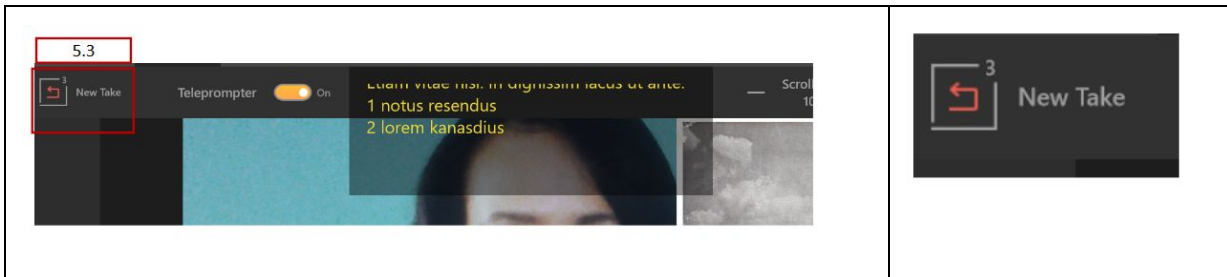 5.3
3
New Take
Teleprompter
On
Etiam vitae nisl. In dignissim lacus ut ante.
1 notus resendus
2 lorem kanasdius
Scroll
10
3
New Take